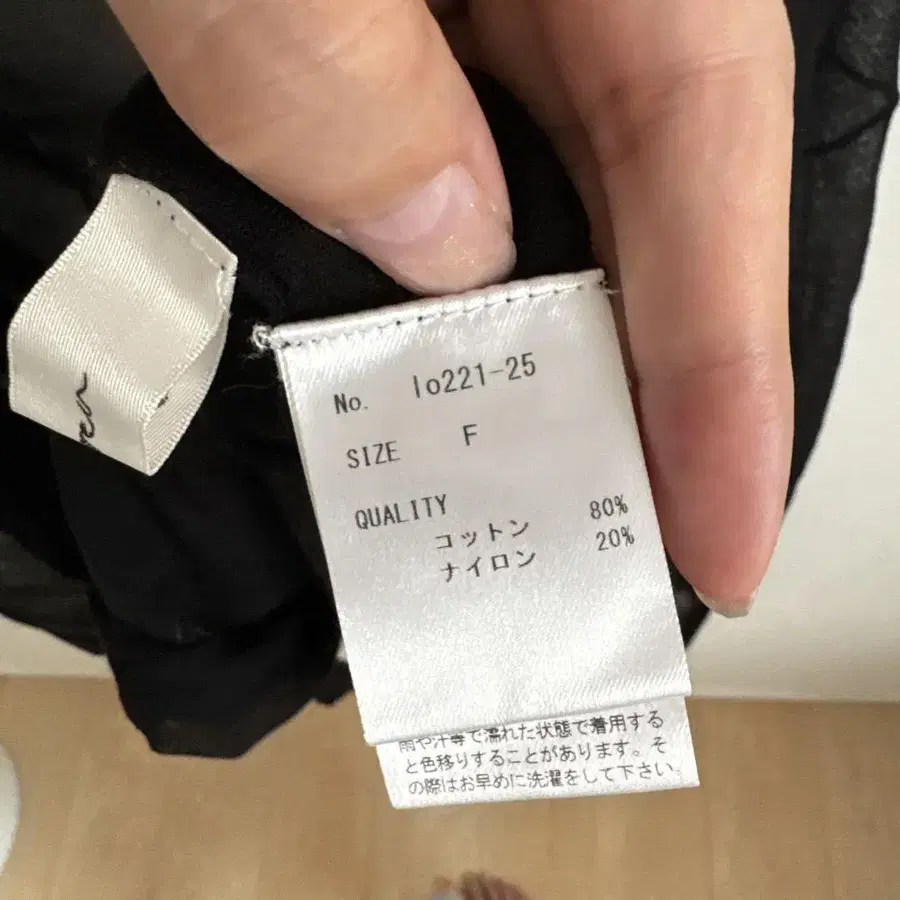 No. lo221-25
SIZE F
QUALITY
コットン 80%
ナイロン 20%
雨や汗等で濡れた状態で着用する
と色移りすることがあります。そ
の際はお早めに洗濯をして下さい。